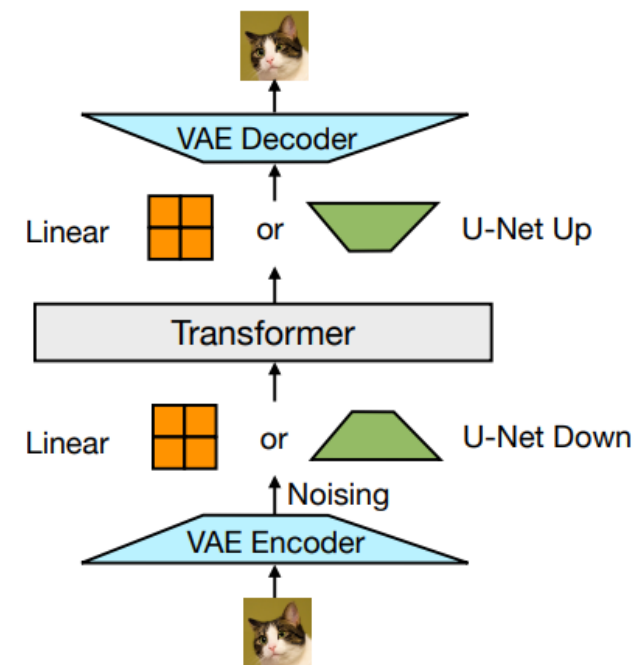 VAE Decoder
Linear or U-Net Up
Transformer
Linear or U-Net Down
Noising
VAE Encoder